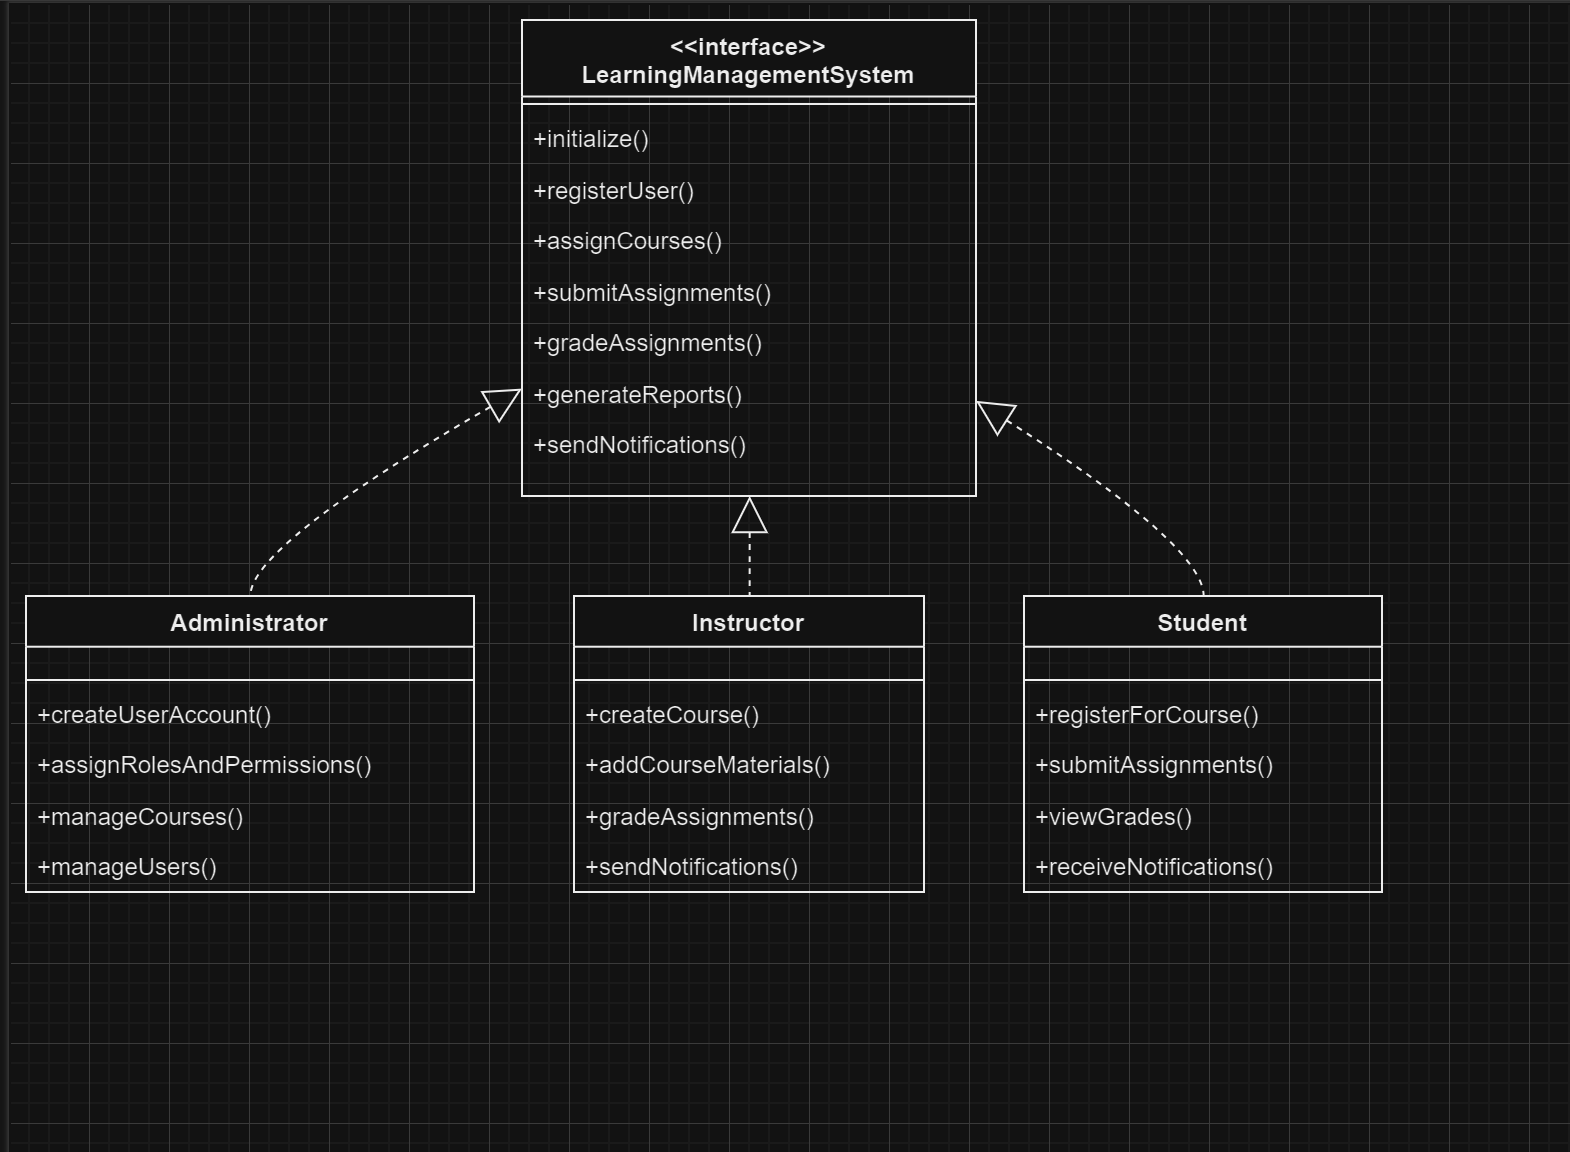 <<interface>>
LearningManagementSystem
+initialize()
+registerUser()
+assignCourses()
+submitAssignments()
+gradeAssignments()
+generateReports()
+sendNotifications()
Administrator
+createUserAccount()
+assignRolesAndPermissions()
+manageCourses()
+manageUsers()
Instructor
+createCourse()
+addCourseMaterials()
+gradeAssignments()
+sendNotifications()
Student
+registerForCourse()
+submitAssignments()
+viewGrades()
+receiveNotifications()